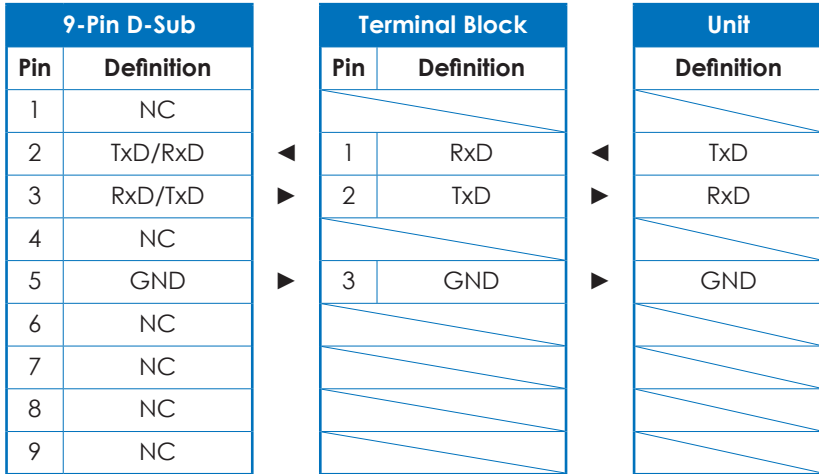 9-Pin D-Sub Terminal Block Unit
Pin Definition Pin Definition Definition
1 NC
2 TxD/RxD ◄ 1 RxD ◄ TxD
3 RxD/TxD ► 2 TxD ► RxD
4 NC
5 GND ► 3 GND ► GND
6 NC
7 NC
8 NC
9 NC